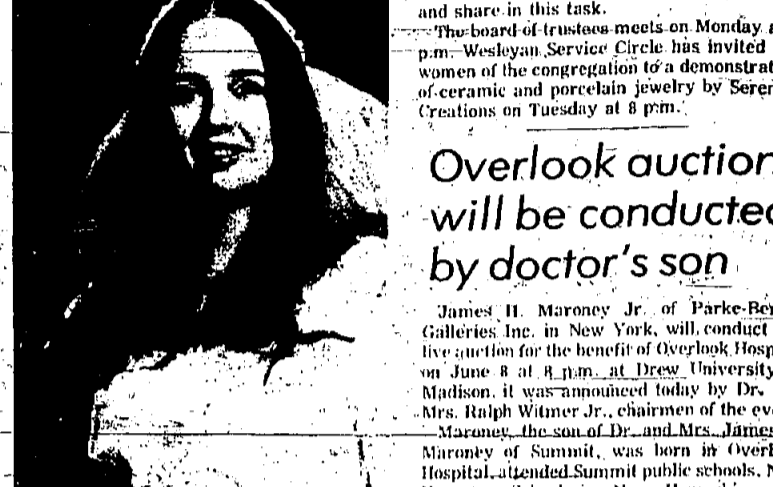 and share in this task.
The board of trustees meets on Monday a
p.m. Wesleyan Service Circle has invited
women of the congregation to a demonstrat
of ceramic and porcelain jewelry by Seren
Creations on Tuesday at 8 p.m.
Overlook auction
will be conducted
by doctor's son
James H. Maroney Jr. of Parke-Ber
Galleries Inc. in New York, will conduct
live auction for the benefit of Overlook Hosp
on June 8 at 8 p.m. at Drew University
Madison, it was announced today by Dr.
Mrs. Ralph Witmer Jr., chairmen of the eve
Maroney, the son of Dr. and Mrs. James
Maroney of Summit, was born in Overl
Hospital, attended Summit public schools, N